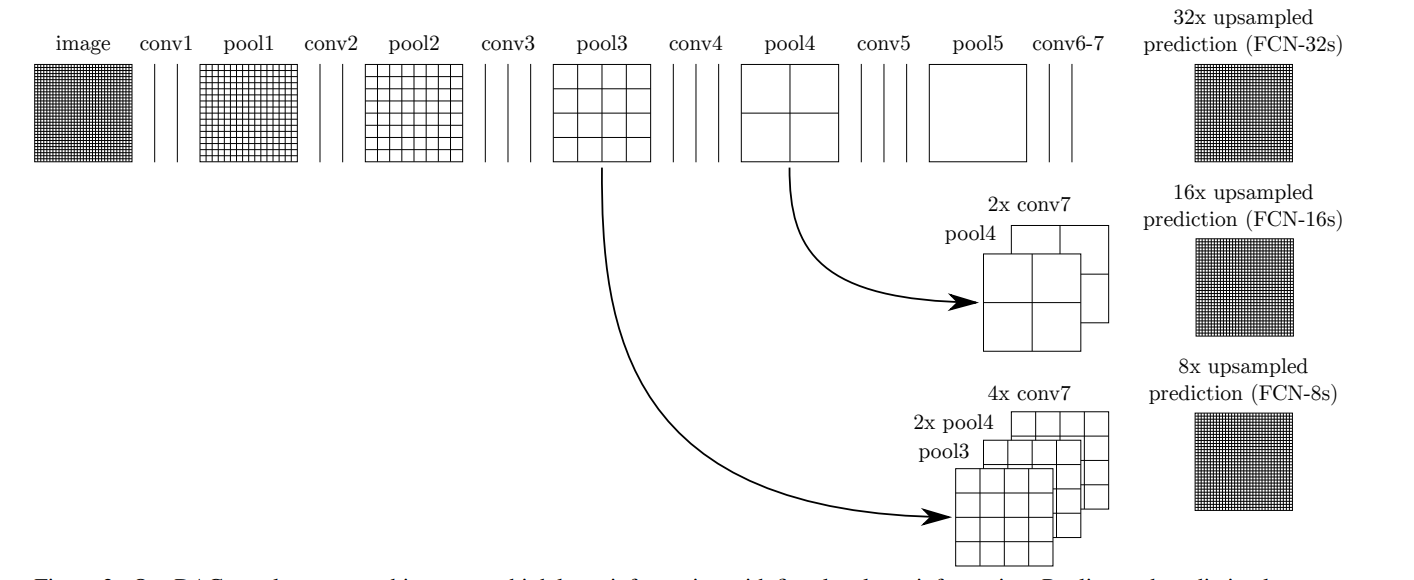 image conv1 pool1 conv2 pool2 conv3 pool3 conv4 pool4 conv5 pool5 conv6-7
32x upsampled
prediction (FCN-32s)
2x conv7
pool4
16x upsampled
prediction (FCN-16s)
4x conv7
2x pool4
pool3
8x upsampled
prediction (FCN-8s)